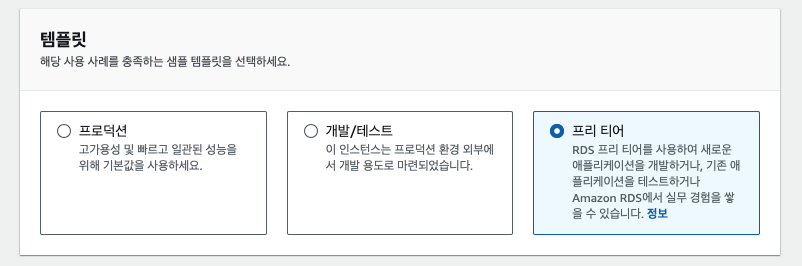 템플릿
해당 사용 사례를 충족하는 샘플 템플릿을 선택하세요.
프로덕션
고가용성 및 빠르고 일관된 성능을
위해 기본값을 사용하세요.
개발/테스트
이 인스턴스는 프로덕션 환경 외부에
서 개발 용도로 마련되었습니다.
프리 티어
RDS 프리 티어를 사용하여 새로운
애플리케이션을 개발하거나, 기존 애
플리케이션을 테스트하거나
Amazon RDS에서 실무 경험을 쌓
을 수 있습니다. 정보